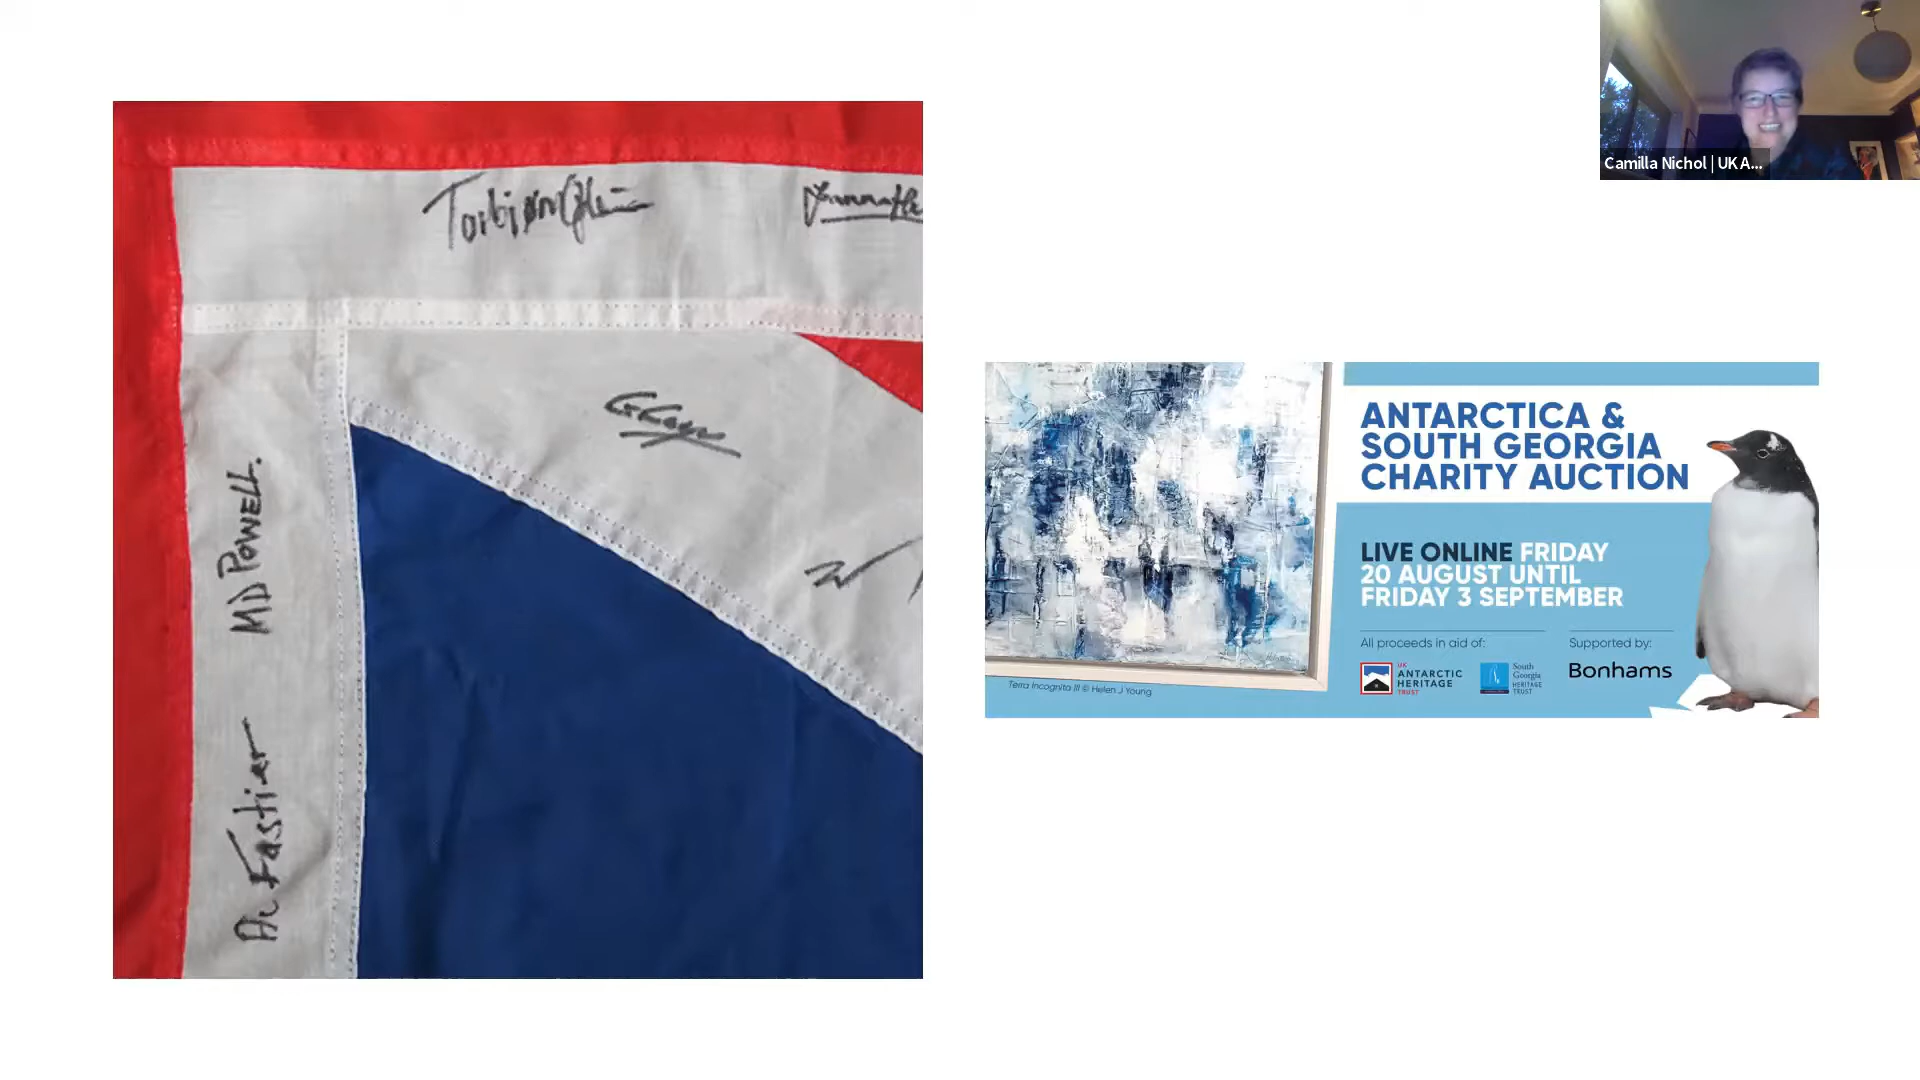 Camilla Nichol | UK A...
MD POWELL.
ANTARCTICA &
SOUTH GEORGIA
CHARITY AUCTION
LIVE ONLINE FRIDAY
20 AUGUST UNTIL
FRIDAY 3 SEPTEMBER
All proceeds in aid of:
Supported by:
UK
ANTARCTIC
HERITAGE
TRUST
South
Georgia
HERITAGE
TRUST
Bonhams
Terra Incognita III © Helen J Young